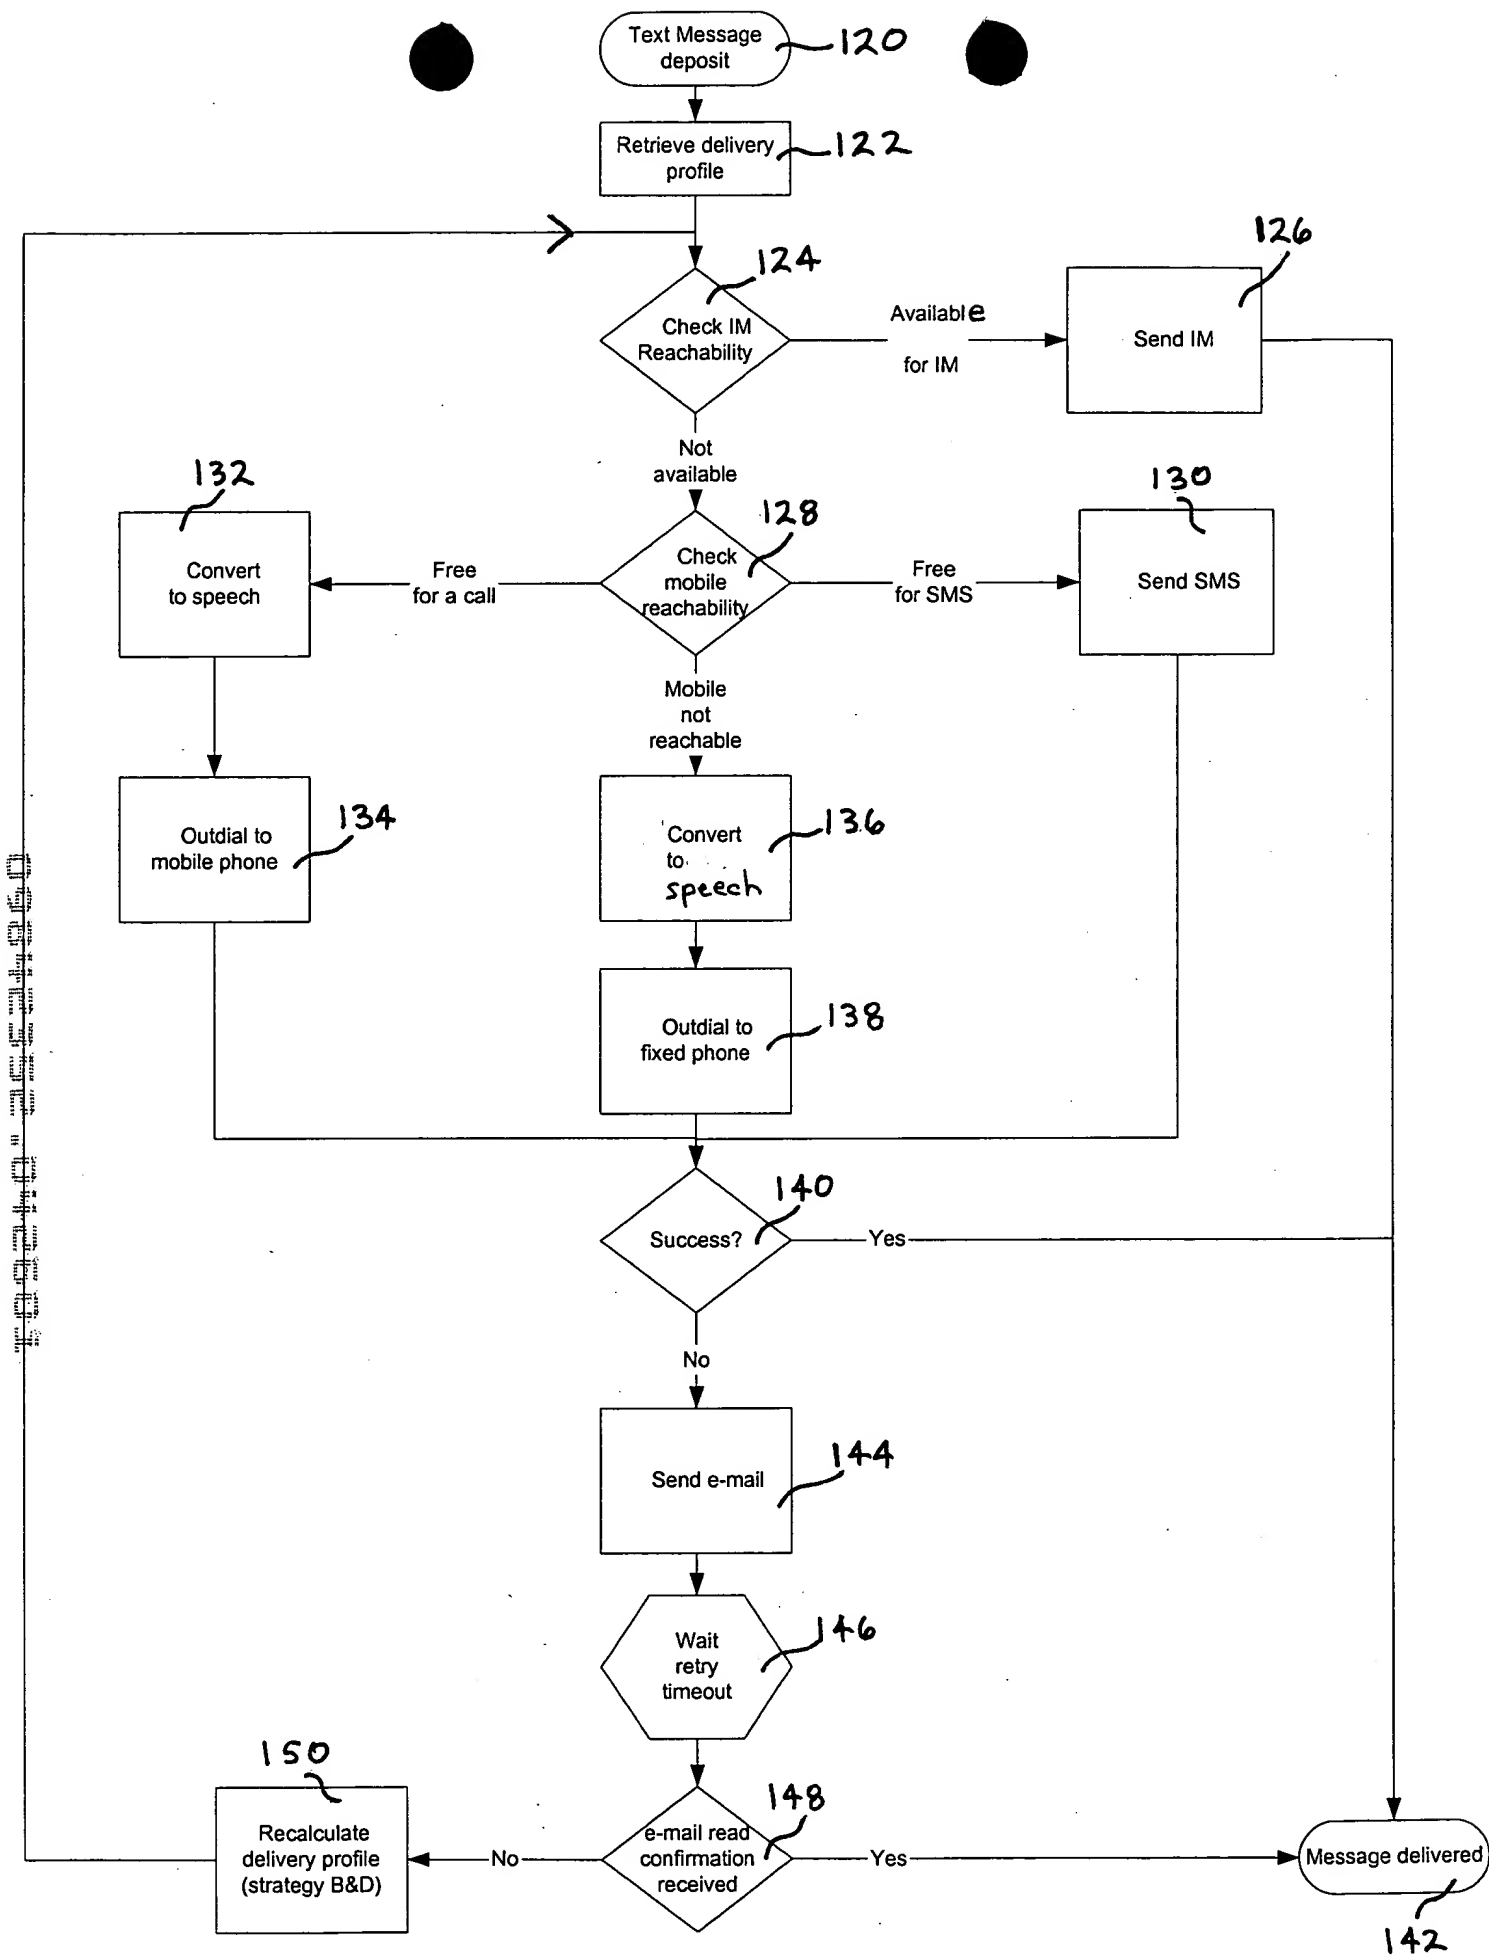 Text Message
deposit
120
Retrieve delivery
profile
122
124
Check IM
Reachability
Available
for IM
126
Send IM
Not
available
132
Convert
to speech
Free
for a call
128
Check
mobile
reachability
Free
for SMS
130
Send SMS
Mobile
not
reachable
Outdial to
mobile phone
134
Convert
to
speech
136
Outdial to
fixed phone
138
140
Success?
Yes
No
Send e-mail
144
Wait
retry
timeout
146
150
Recalculate
delivery profile
(strategy B&D)
No
148
e-mail read
confirmation
received
Yes
Message delivered
142